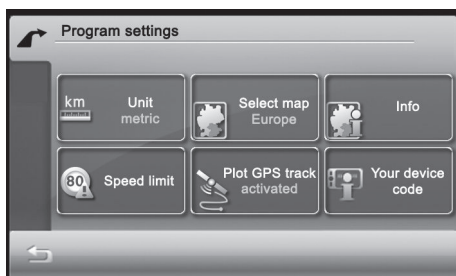 Program settings
km
Unit
metric
Select map
Europe
Info
80
Speed limit
Plot GPS track
activated
Your device
code